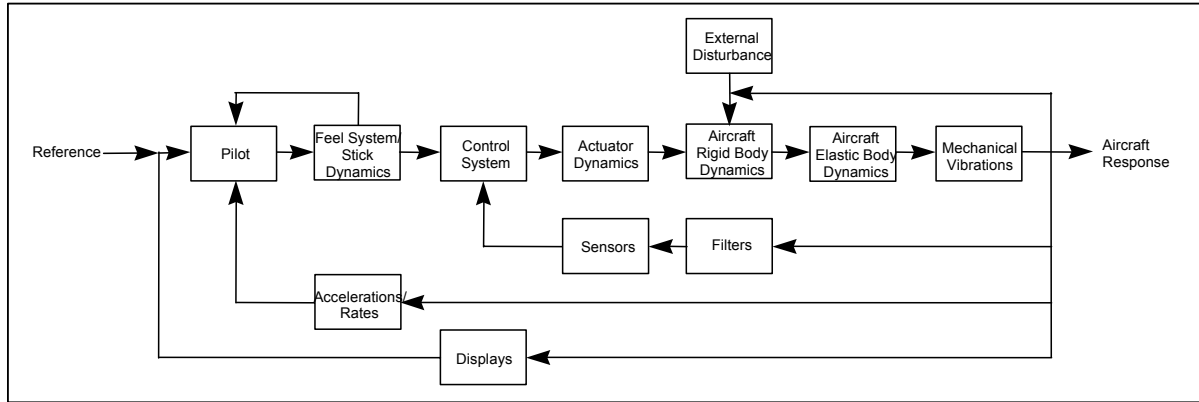 External
Disturbance
Reference
Pilot
Feel System/
Stick
Dynamics
Control
System
Actuator
Dynamics
Aircraft
Rigid Body
Dynamics
Aircraft
Elastic Body
Dynamics
Mechanical
Vibrations
Aircraft
Response
Sensors
Filters
Accelerations/
Rates
Displays